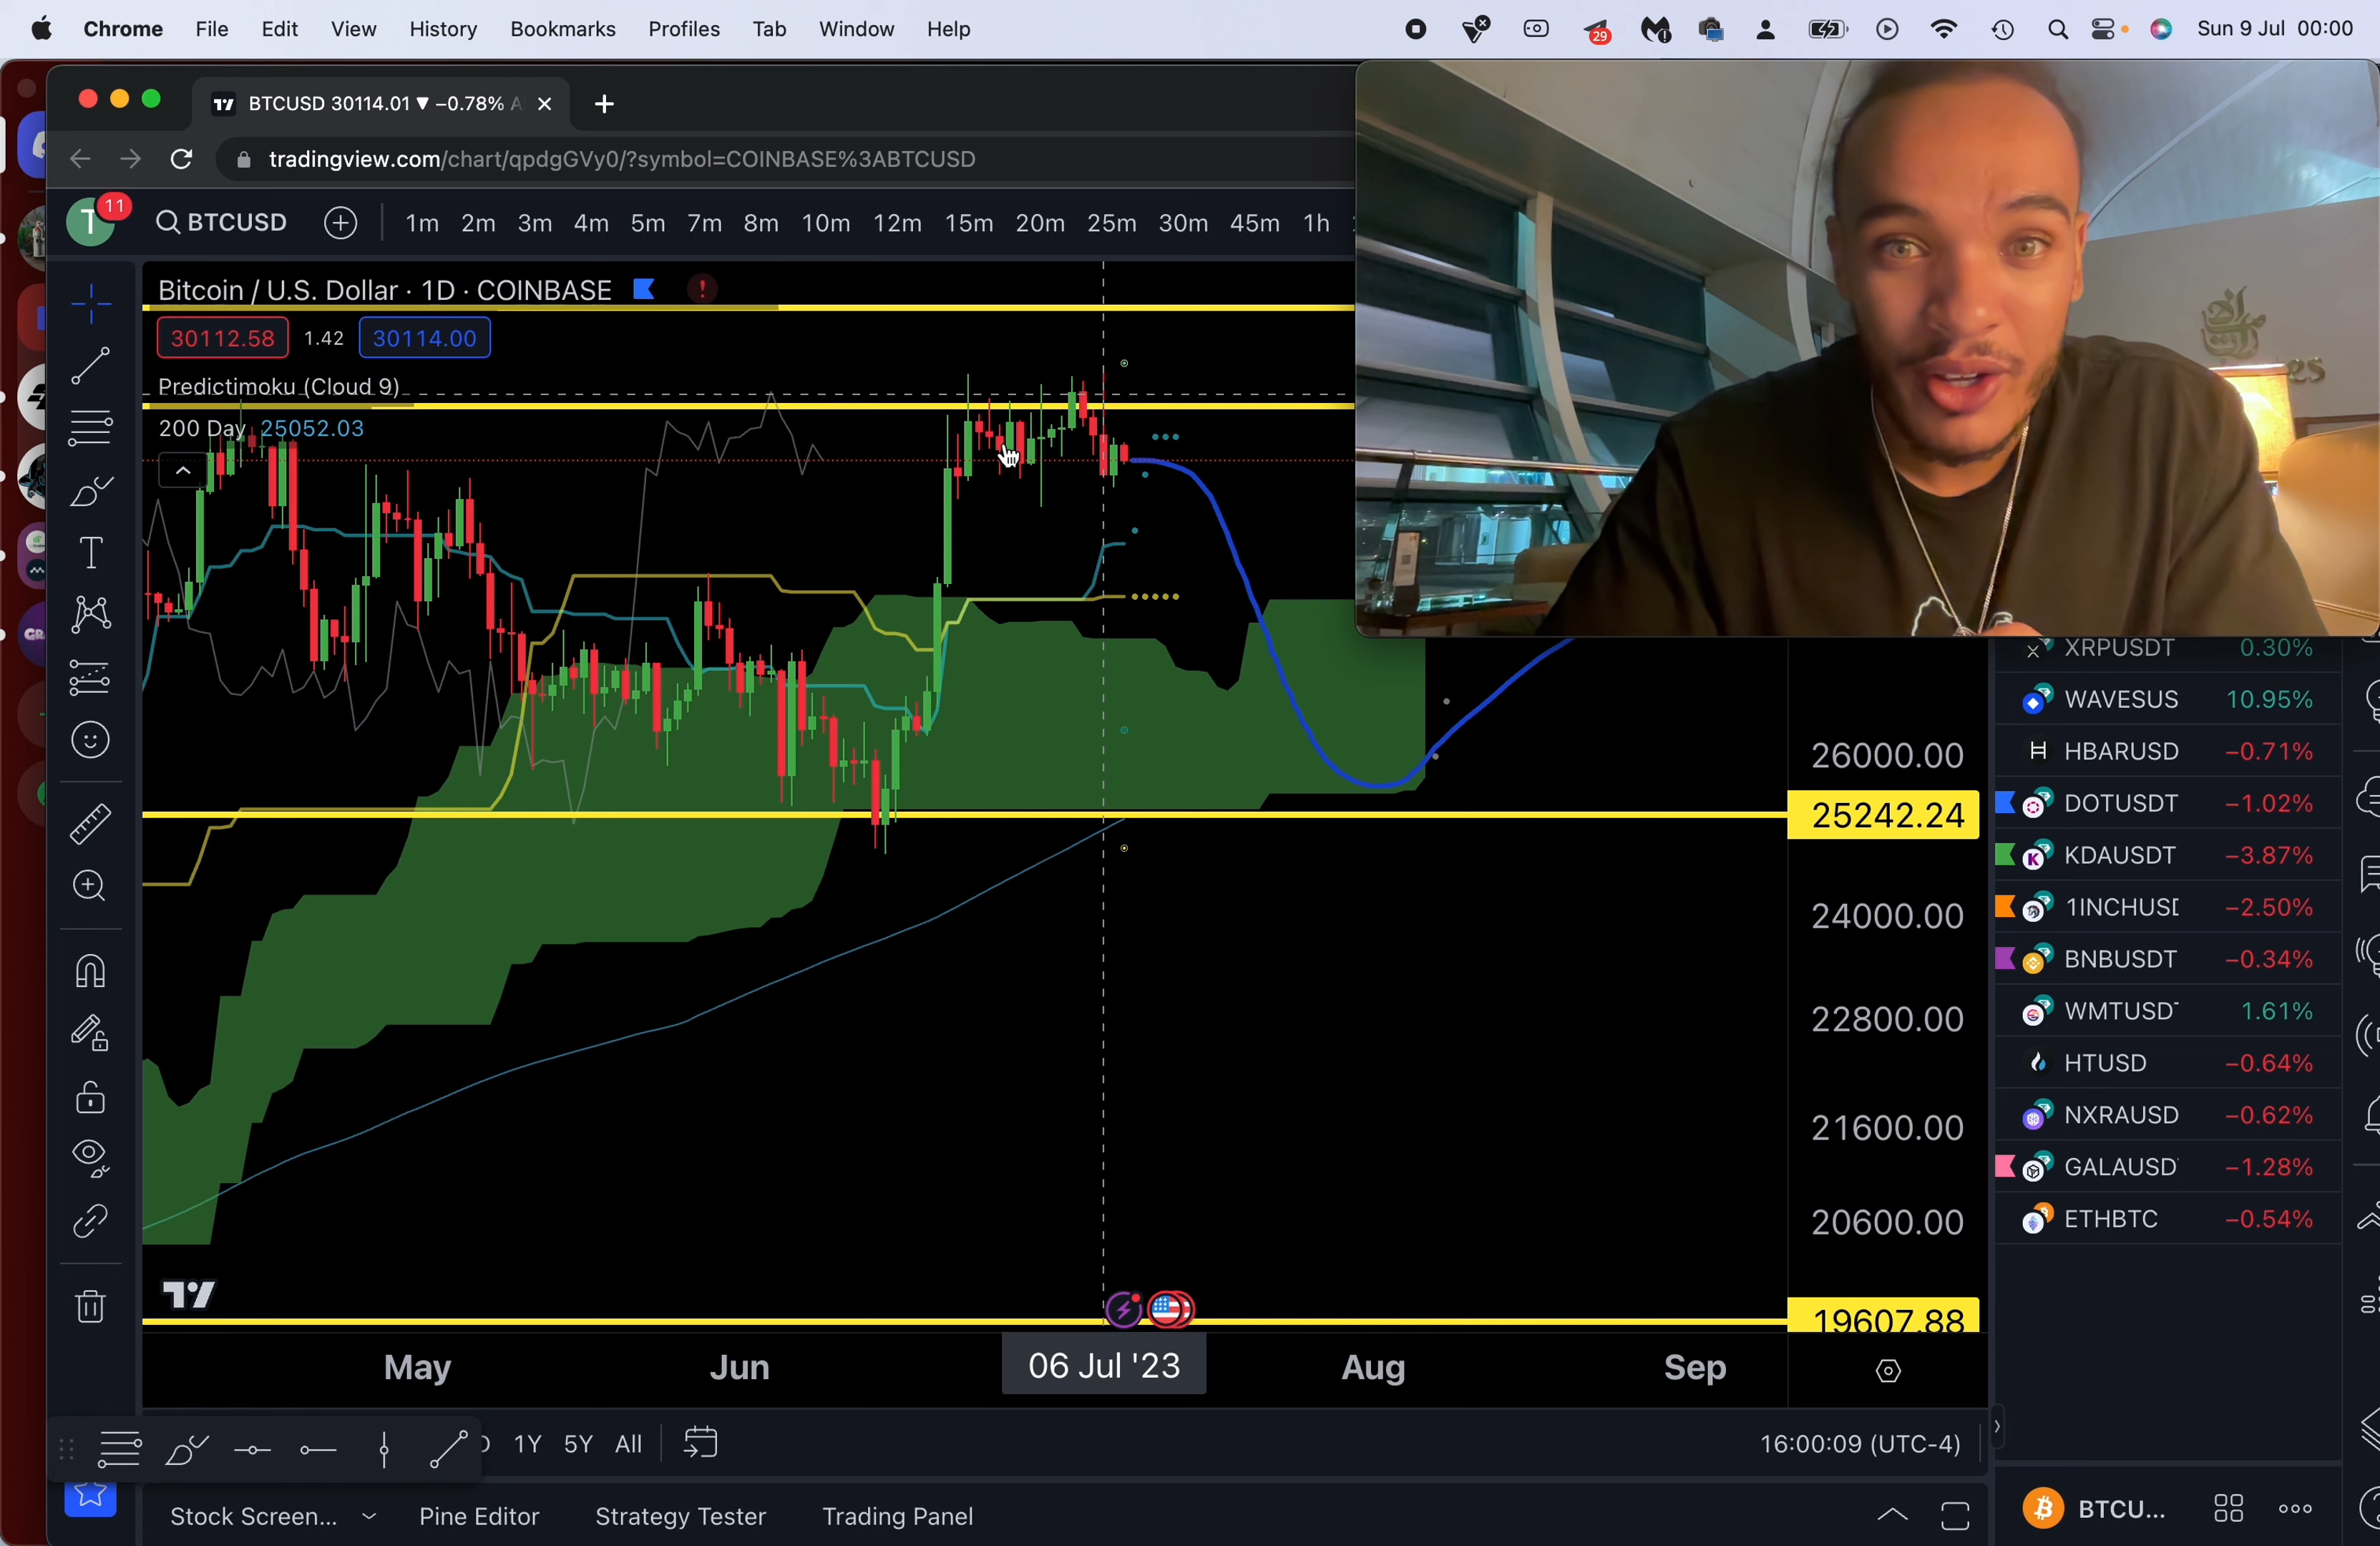 Chrome File Edit View History Bookmarks Profiles Tab Window Help
29
Sun 9 Jul 00:00
BTCUSD 30114.01 ▼ −0.78%
tradingview.com/chart/qpdgGVy0/?symbol=COINBASE%3ABTCUSD
T 11 BTCUSD 1m 2m 3m 4m 5m 7m 8m 10m 12m 15m 20m 25m 30m 45m 1h
Bitcoin / U.S. Dollar · 1D · COINBASE
30112.58 1.42 30114.00
Predictimoku (Cloud 9)
200 Day 25052.03
26000.00
25242.24
24000.00
22800.00
21600.00
20600.00
19607.88
May Jun 06 Jul '23 Aug Sep
XRPUSDT 0.30%
WAVESUS 10.95%
HBARUSD −0.71%
DOTUSDT −1.02%
KDAUSDT −3.87%
1INCHUSD −2.50%
BNBUSDT −0.34%
WMTUSD 1.61%
HTUSD −0.64%
NXRAUSD −0.62%
GALAUSD −1.28%
ETHBTC −0.54%
1Y 5Y All
16:00:09 (UTC-4)
Stock Screen... Pine Editor Strategy Tester Trading Panel
BTCU...